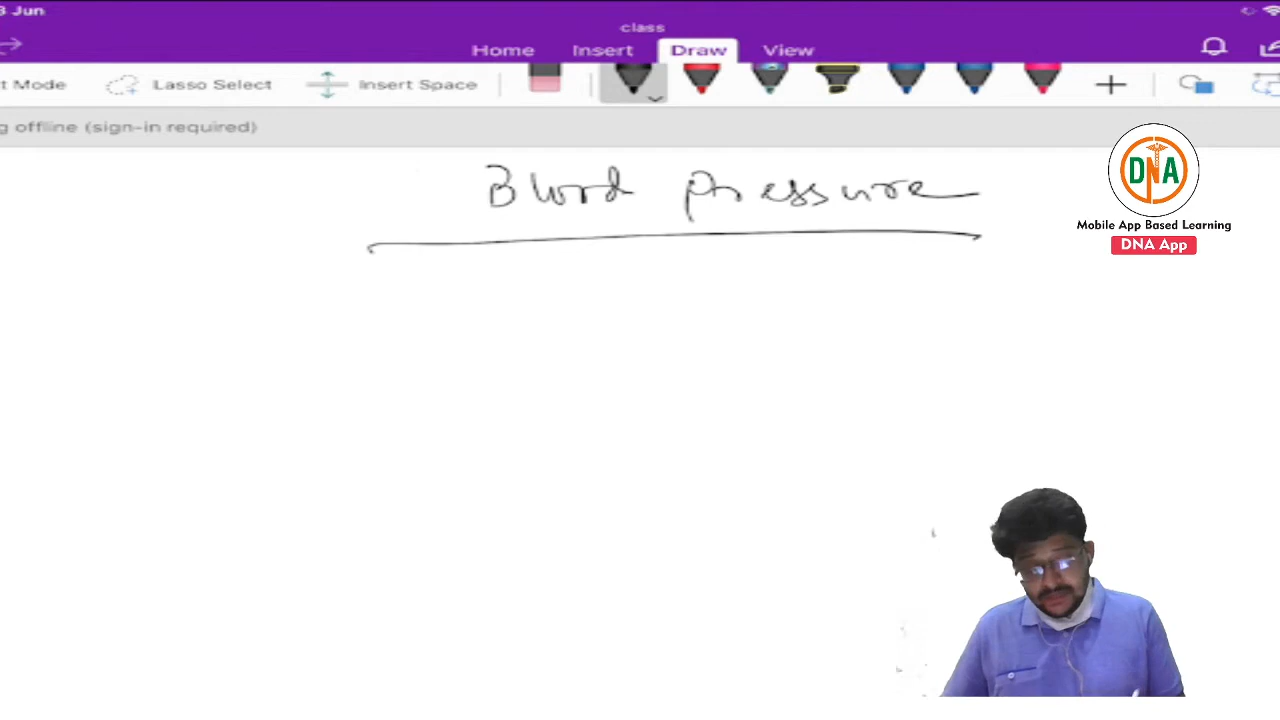 3 Jun
class
Home Insert Draw View
t Mode Lasso Select Insert Space
g offline (sign-in required)
Blood pressure
DNA
Mobile App Based Learning
DNA App